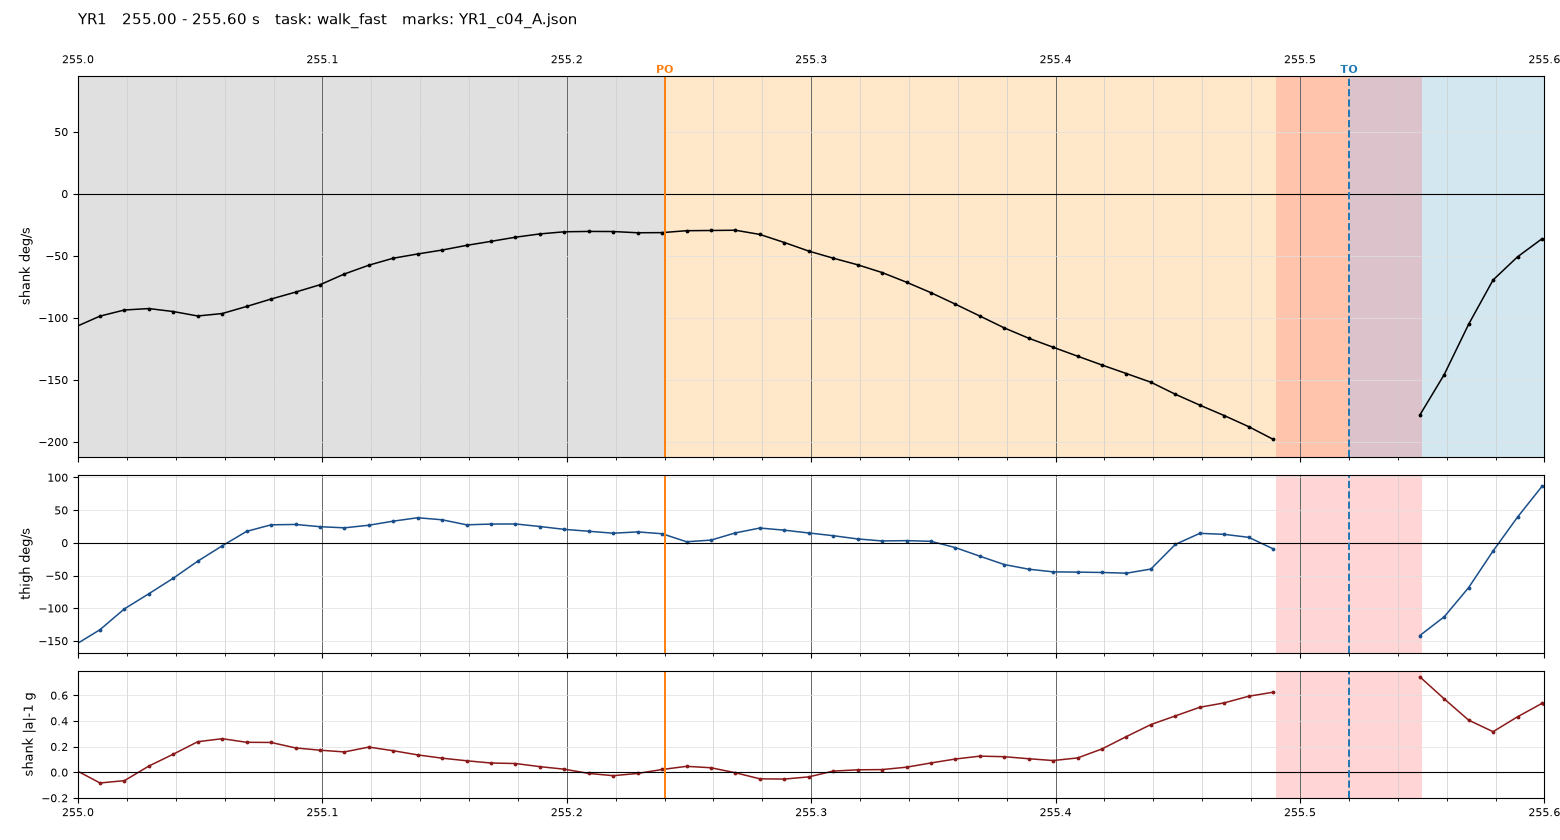 YR1   255.00 - 255.60 s   task: walk_fast   marks: YR1_c04_A.json
255.0 255.1 255.2 255.3 255.4 255.5 255.6
PO TO
shank deg/s
50
0
−50
−100
−150
−200
thigh deg/s
100
50
0
−50
−100
−150
shank |a|-1 g
0.6
0.4
0.2
0.0
−0.2
255.0 255.1 255.2 255.3 255.4 255.5 255.6